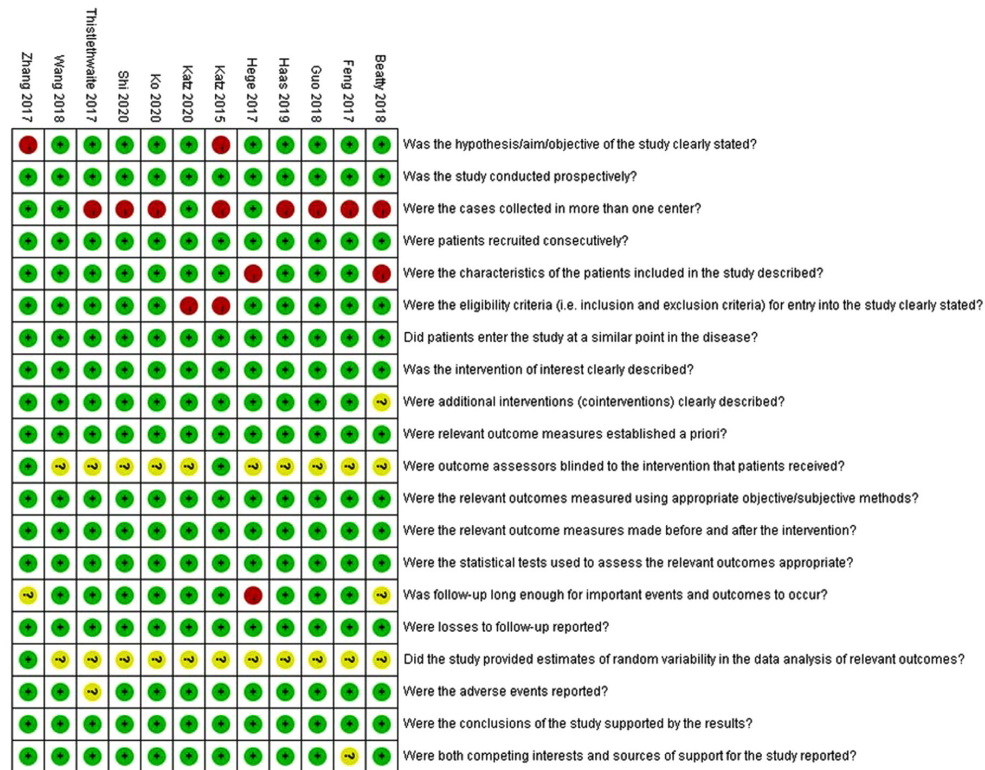 Zhang 2017
Wang 2018
Thistlethwaite 2017
Shi 2020
Ko 2020
Katz 2020
Katz 2015
Hege 2017
Haas 2019
Guo 2018
Feng 2017
Beatty 2018
Was the hypothesis/aim/objective of the study clearly stated?
Was the study conducted prospectively?
Were the cases collected in more than one center?
Were patients recruited consecutively?
Were the characteristics of the patients included in the study described?
Were the eligibility criteria (i.e. inclusion and exclusion criteria) for entry into the study clearly stated?
Did patients enter the study at a similar point in the disease?
Was the intervention of interest clearly described?
Were additional interventions (cointerventions) clearly described?
Were relevant outcome measures established a priori?
Were outcome assessors blinded to the intervention that patients received?
Were the relevant outcomes measured using appropriate objective/subjective methods?
Were the relevant outcome measures made before and after the intervention?
Were the statistical tests used to assess the relevant outcomes appropriate?
Was follow-up long enough for important events and outcomes to occur?
Were losses to follow-up reported?
Did the study provided estimates of random variability in the data analysis of relevant outcomes?
Were the adverse events reported?
Were the conclusions of the study supported by the results?
Were both competing interests and sources of support for the study reported?